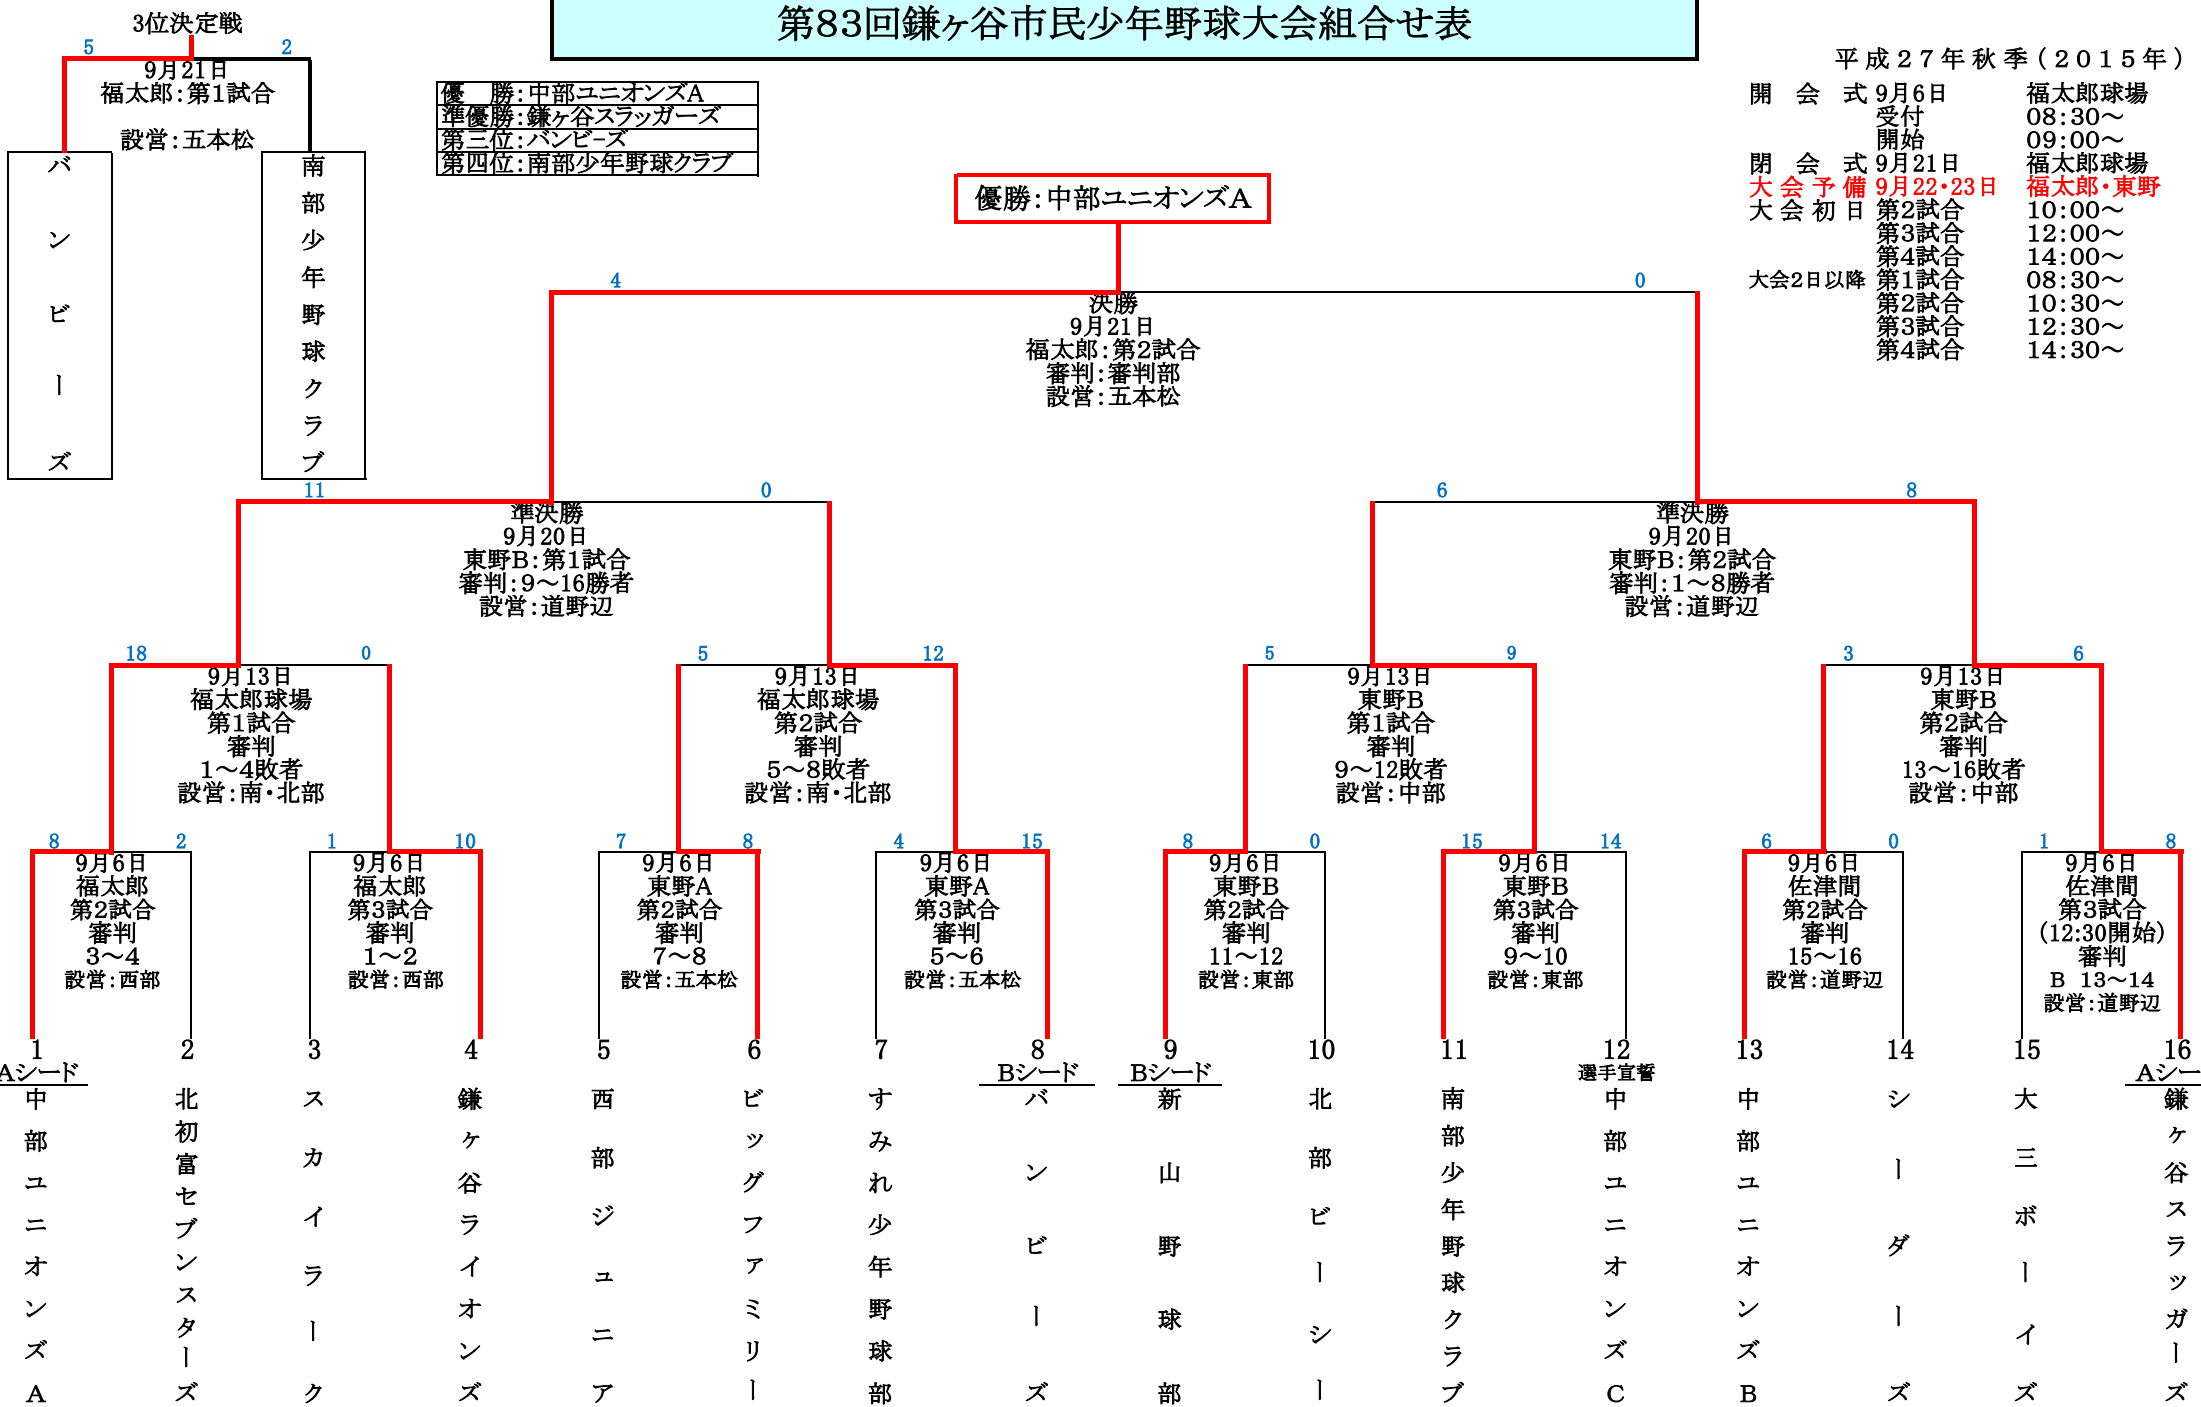 第83回鎌ヶ谷市民少年野球大会組合せ表
3位決定戦
5
2
9月21日
福太郎:第1試合
設営:五本松
バンビーズ
南部少年野球クラブ
優　勝:中部ユニオンズA
準優勝:鎌ヶ谷スラッガーズ
第三位:バンビーズ
第四位:南部少年野球クラブ
平成27年秋季(2015年)
開　会　式 9月6日 福太郎球場
受付 08:30～
開始 09:00～
閉　会　式 9月21日 福太郎球場
大会予備 9月22・23日 福太郎・東野
大会初日 第2試合 10:00～
第3試合 12:00～
第4試合 14:00～
大会2日以降 第1試合 08:30～
第2試合 10:30～
第3試合 12:30～
第4試合 14:30～
優勝:中部ユニオンズA
4
0
決勝
9月21日
福太郎:第2試合
審判:審判部
設営:五本松
11
0
準決勝
9月20日
東野B:第1試合
審判:9～16勝者
設営:道野辺
6
8
準決勝
9月20日
東野B:第2試合
審判:1～8勝者
設営:道野辺
18
0
9月13日
福太郎球場
第1試合
審判
1～4敗者
設営:南・北部
5
12
9月13日
福太郎球場
第2試合
審判
5～8敗者
設営:南・北部
5
9
9月13日
東野B
第1試合
審判
9～12敗者
設営:中部
3
6
9月13日
東野B
第2試合
審判
13～16敗者
設営:中部
8
2
9月6日
福太郎
第2試合
審判
3～4
設営:西部
1
10
9月6日
福太郎
第3試合
審判
1～2
設営:西部
7
8
9月6日
東野A
第2試合
審判
7～8
設営:五本松
4
15
9月6日
東野A
第3試合
審判
5～6
設営:五本松
8
0
9月6日
東野B
第2試合
審判
11～12
設営:東部
15
14
9月6日
東野B
第3試合
審判
9～10
設営:東部
6
0
9月6日
佐津間
第2試合
審判
15～16
設営:道野辺
1
8
9月6日
佐津間
第3試合
(12:30開始)
審判
B 13～14
設営:道野辺
1
Aシード
中部ユニオンズA
2
北初富セブンスターズ
3
スカイラーク
4
鎌ヶ谷ライオンズ
5
西部ジュニア
6
ビッグファミリー
7
すみれ少年野球部
8
Bシード
バンビーズ
9
Bシード
新山野球部
10
北部ビーシー
11
南部少年野球クラブ
12
選手宣誓
中部ユニオンズC
13
中部ユニオンズB
14
シーダーズ
15
大三ボーイズ
16
Aシー
鎌ヶ谷スラッガーズ